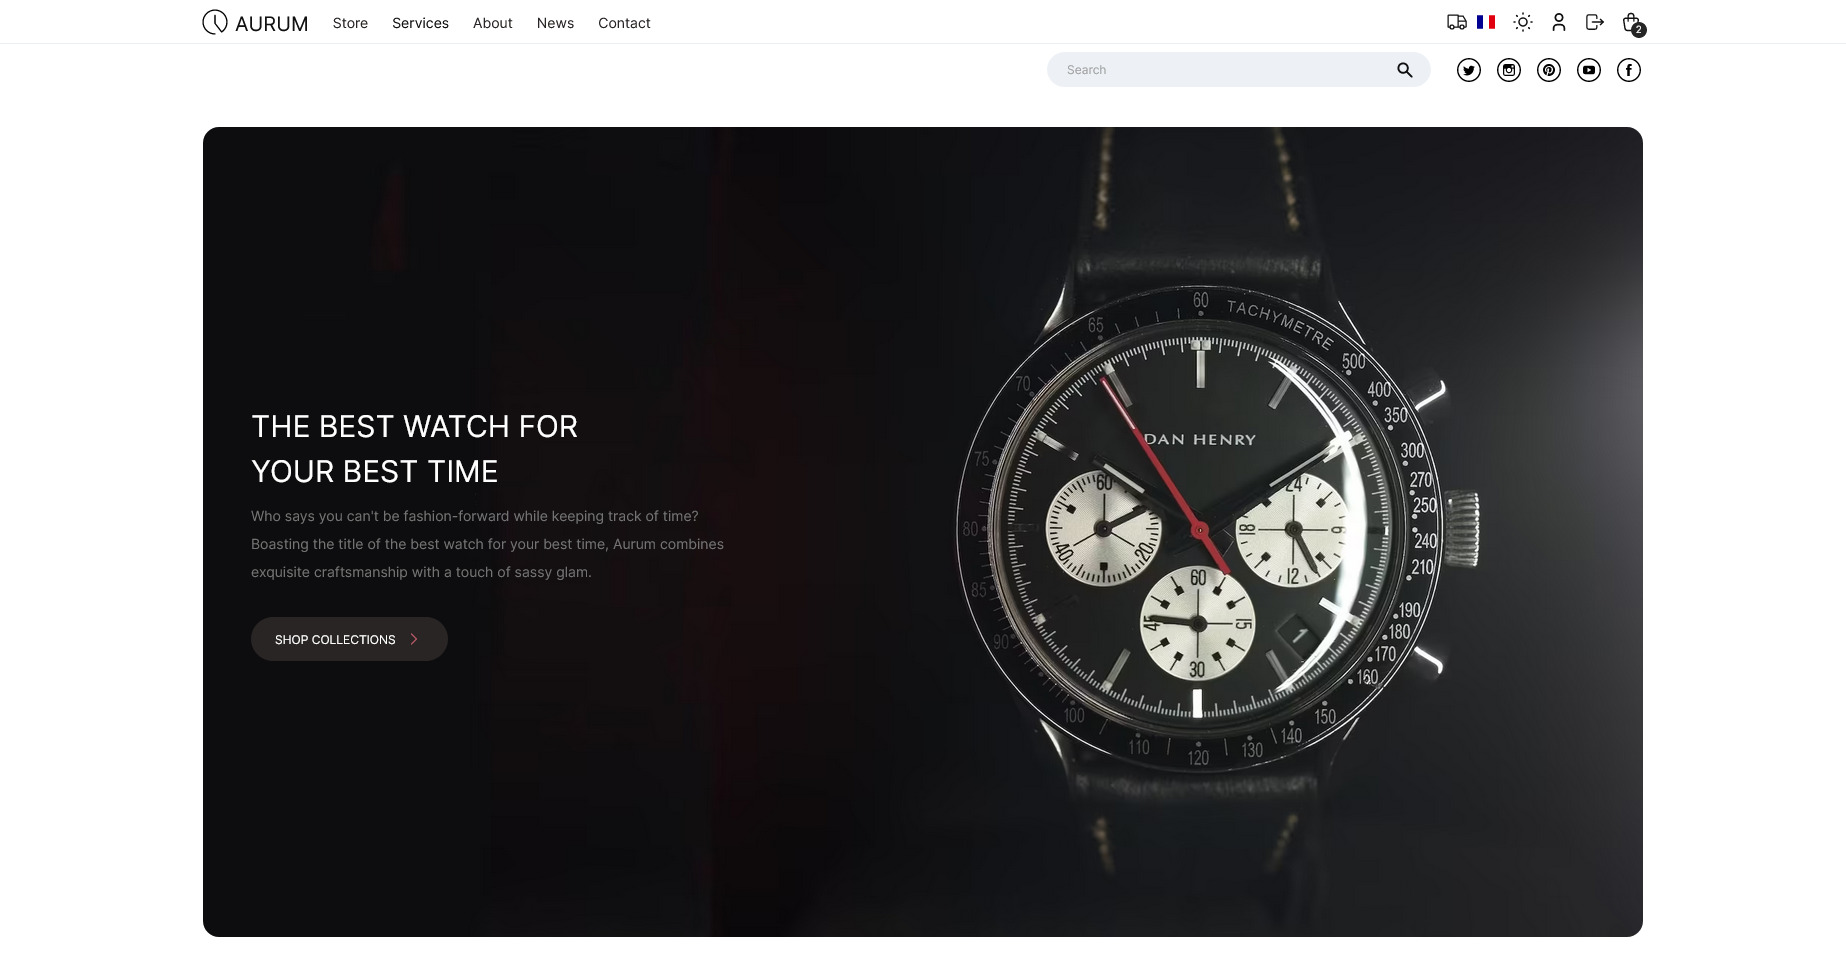 AURUM
Store
Services
About
News
Contact
2
Search
THE BEST WATCH FOR
YOUR BEST TIME
Who says you can't be fashion-forward while keeping track of time?
Boasting the title of the best watch for your best time, Aurum combines
exquisite craftsmanship with a touch of sassy glam.
SHOP COLLECTIONS
60
TACHYMETRE
500
400
350
300
270
250
240
210
190
180
170
160
150
140
130
120
110
100
90
85
80
75
70
65
DAN HENRY
60
20
40
24
6
12
18
60
15
30
45
1